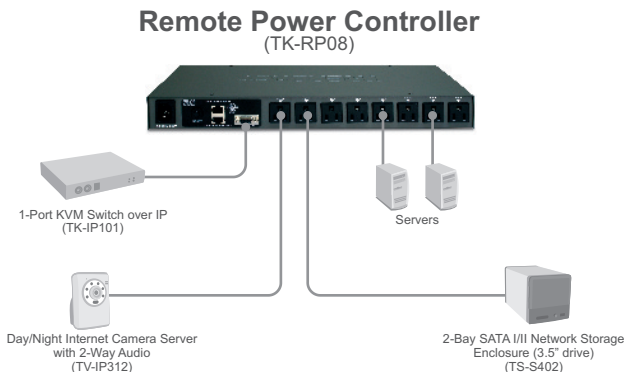 Remote Power Controller
(TK-RP08)
1-Port KVM Switch over IP
(TK-IP101)
Servers
Day/Night Internet Camera Server
with 2-Way Audio
(TV-IP312)
2-Bay SATA I/II Network Storage
Enclosure (3.5” drive)
(TS-S402)